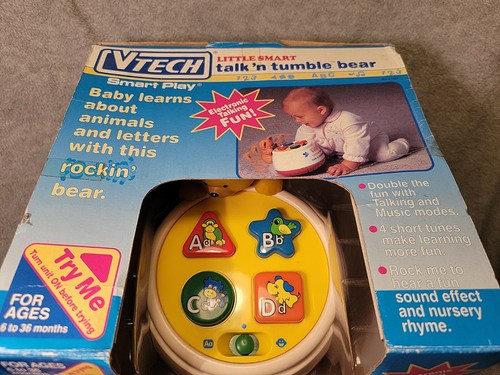 VTECH
LITTLE SMART
talk 'n tumble bear
Smart Play
Baby learns
about
animals
and letters
with this
rockin'
bear.
Electronic
Talking
FUN!
Double the
fun with
Talking and
Music modes.
4 short tunes
make learning
more fun.
Rock me to
hear a fun
sound effect
and nursery
rhyme.
Try Me
Turn unit ON before trying
FOR
AGES
6 to 36 months
Aa
Bb
C
Dd
FOR AGES